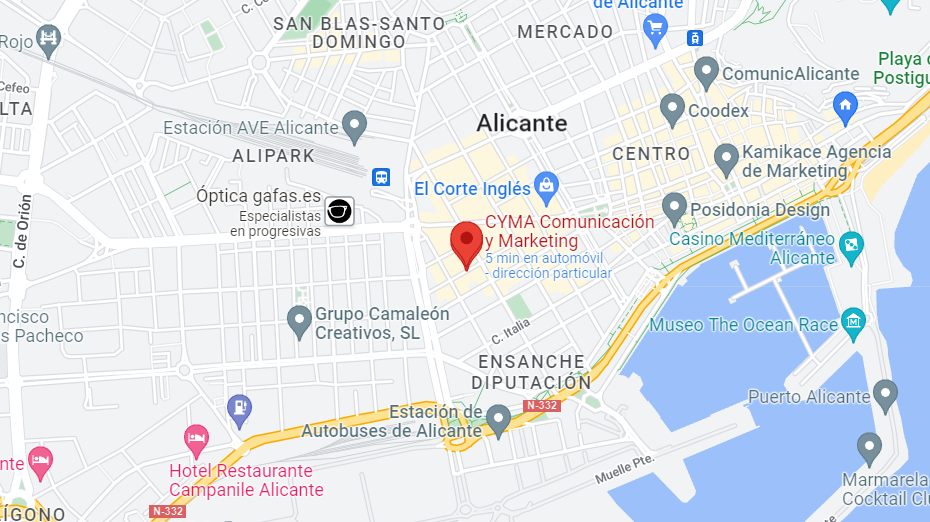 de Alicante
SAN BLAS-SANTO
DOMINGO
MERCADO
C. C
Rojo
Playa d
Postigu
ComunicAlicante
Cefeo
LTA
Coodex
Alicante
Estación AVE Alicante
ALIPARK
CENTRO
Kamikace Agencia
de Marketing
El Corte Inglés
Óptica gafas.es
Especialistas
en progresivas
C. de Orión
Posidonia Design
CYMA Comunicación
y Marketing
5 min en automóvil
- dirección particular
Casino Mediterráneo
Alicante
Grupo Camaleón
Creativos, SL
ncisco
s Pacheco
C. Italia
Museo The Ocean Race
ENSANCHE
DIPUTACIÓN
Puerto Alicante
N-332
Estación de
Autobuses de Alicante
Muelle Pte.
nte
Hotel Restaurante
Campanile Alicante
Marmarela
Cocktail Clu
N-332
LÍGONO